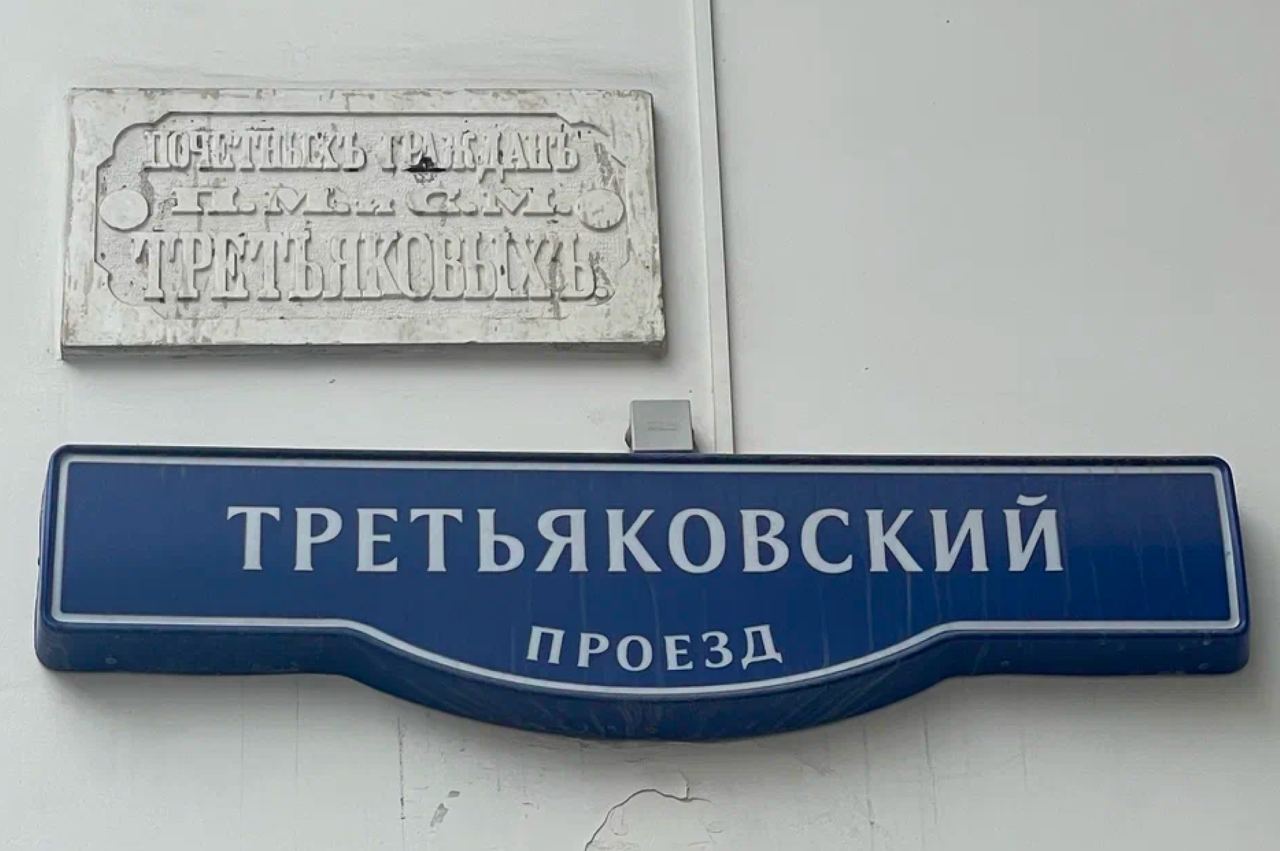 ПОЧЕТНЫХЪ ГРАЖДАНЪ
П. М. и С. М.
ТРЕТЬЯКОВЫХЪ.
ТРЕТЬЯКОВСКИЙ
ПРОЕЗД